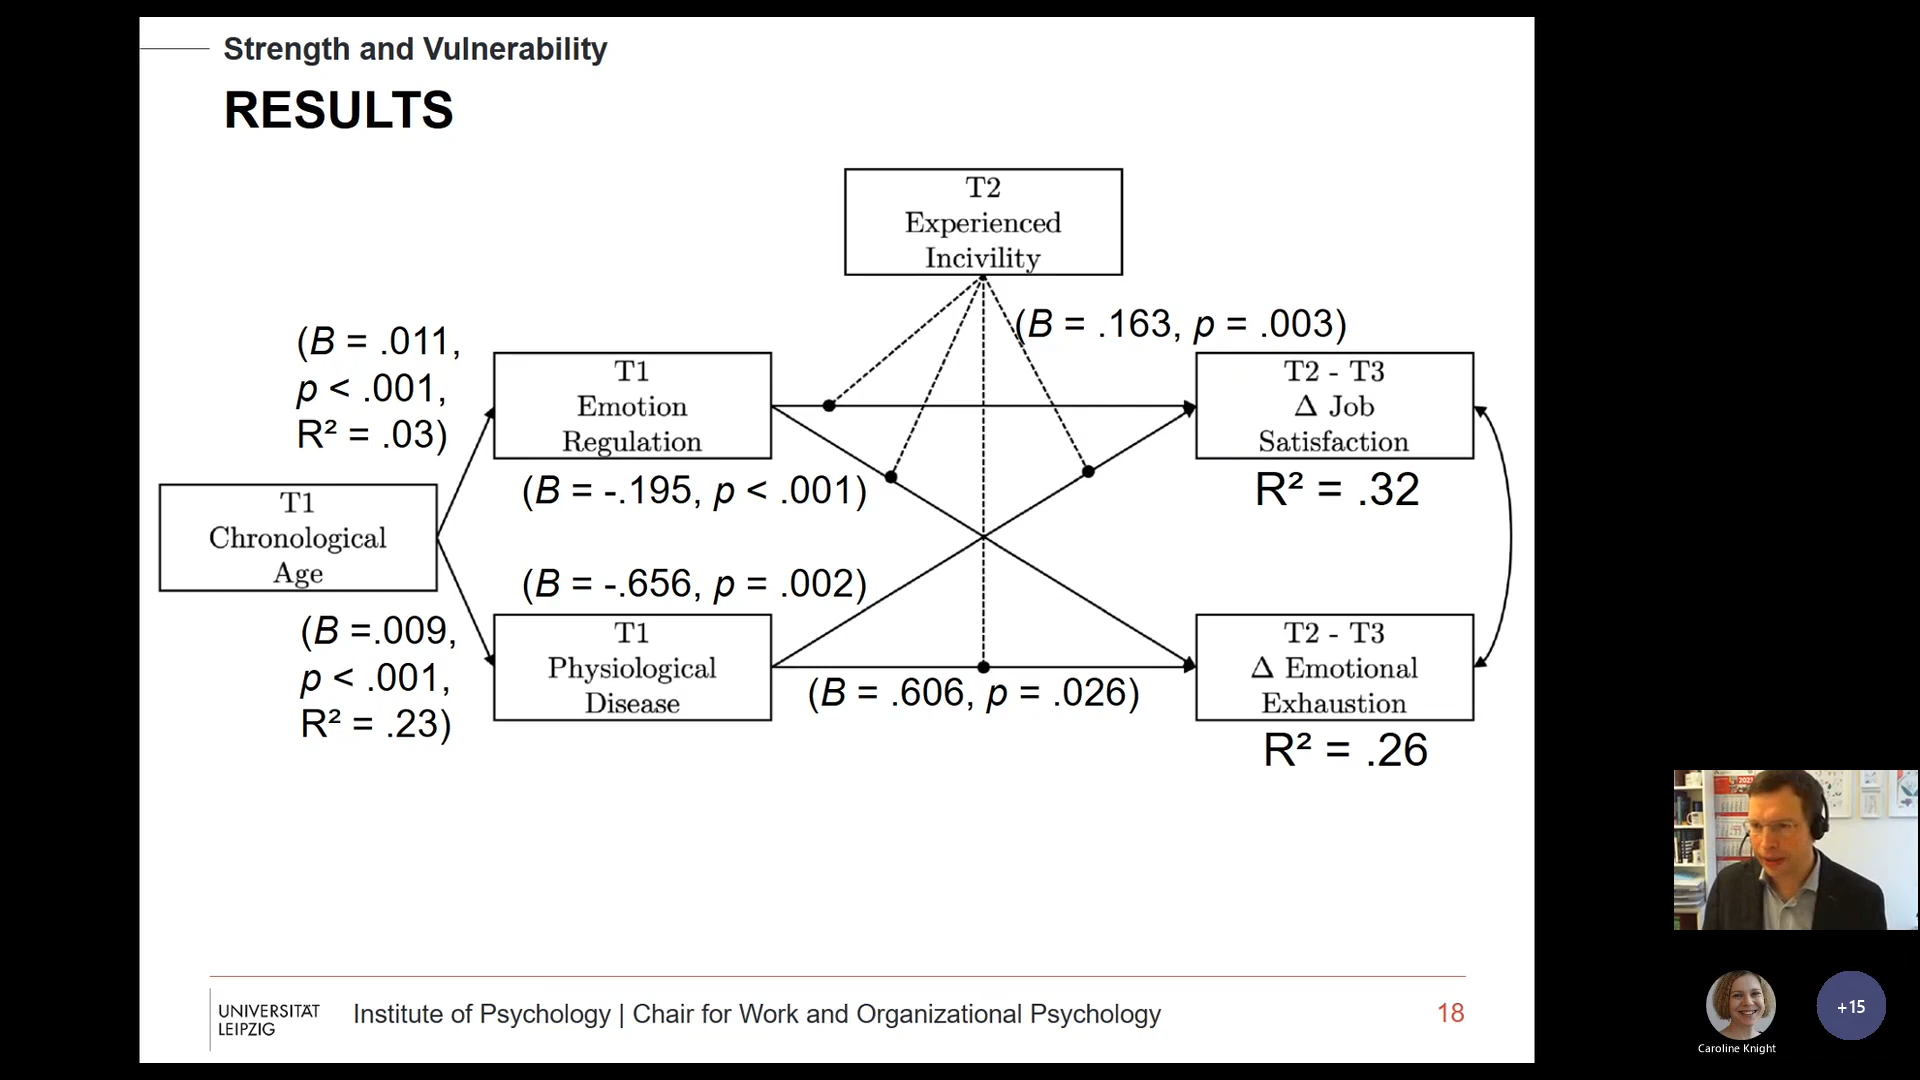 Strength and Vulnerability
RESULTS
T2
Experienced
Incivility
(B = .163, p = .003)
(B = .011,
p < .001,
R² = .03)
T1
Emotion
Regulation
T2 - T3
Δ Job
Satisfaction
R² = .32
(B = -.195, p < .001)
T1
Chronological
Age
(B = -.656, p = .002)
(B =.009,
p < .001,
R² = .23)
T1
Physiological
Disease
(B = .606, p = .026)
T2 - T3
Δ Emotional
Exhaustion
R² = .26
UNIVERSITÄT
LEIPZIG
Institute of Psychology | Chair for Work and Organizational Psychology
18
+15
Caroline Knight